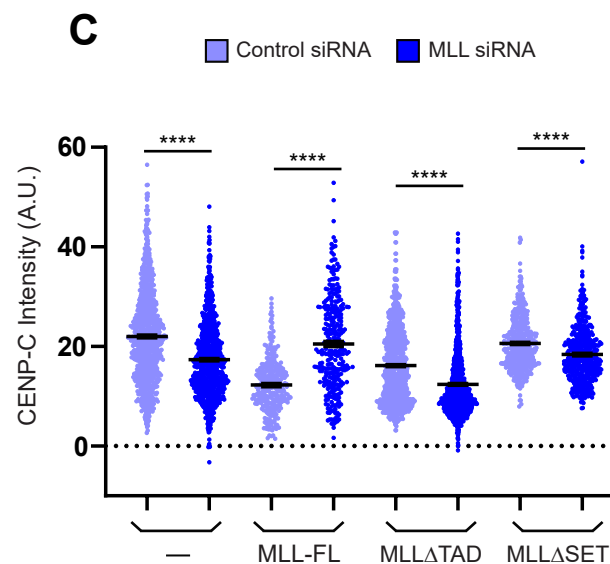 C
Control siRNA MLL siRNA
CENP-C Intensity (A.U.)
60
40
20
0
**** **** **** ****
— MLL-FL MLLΔTAD MLLΔSET